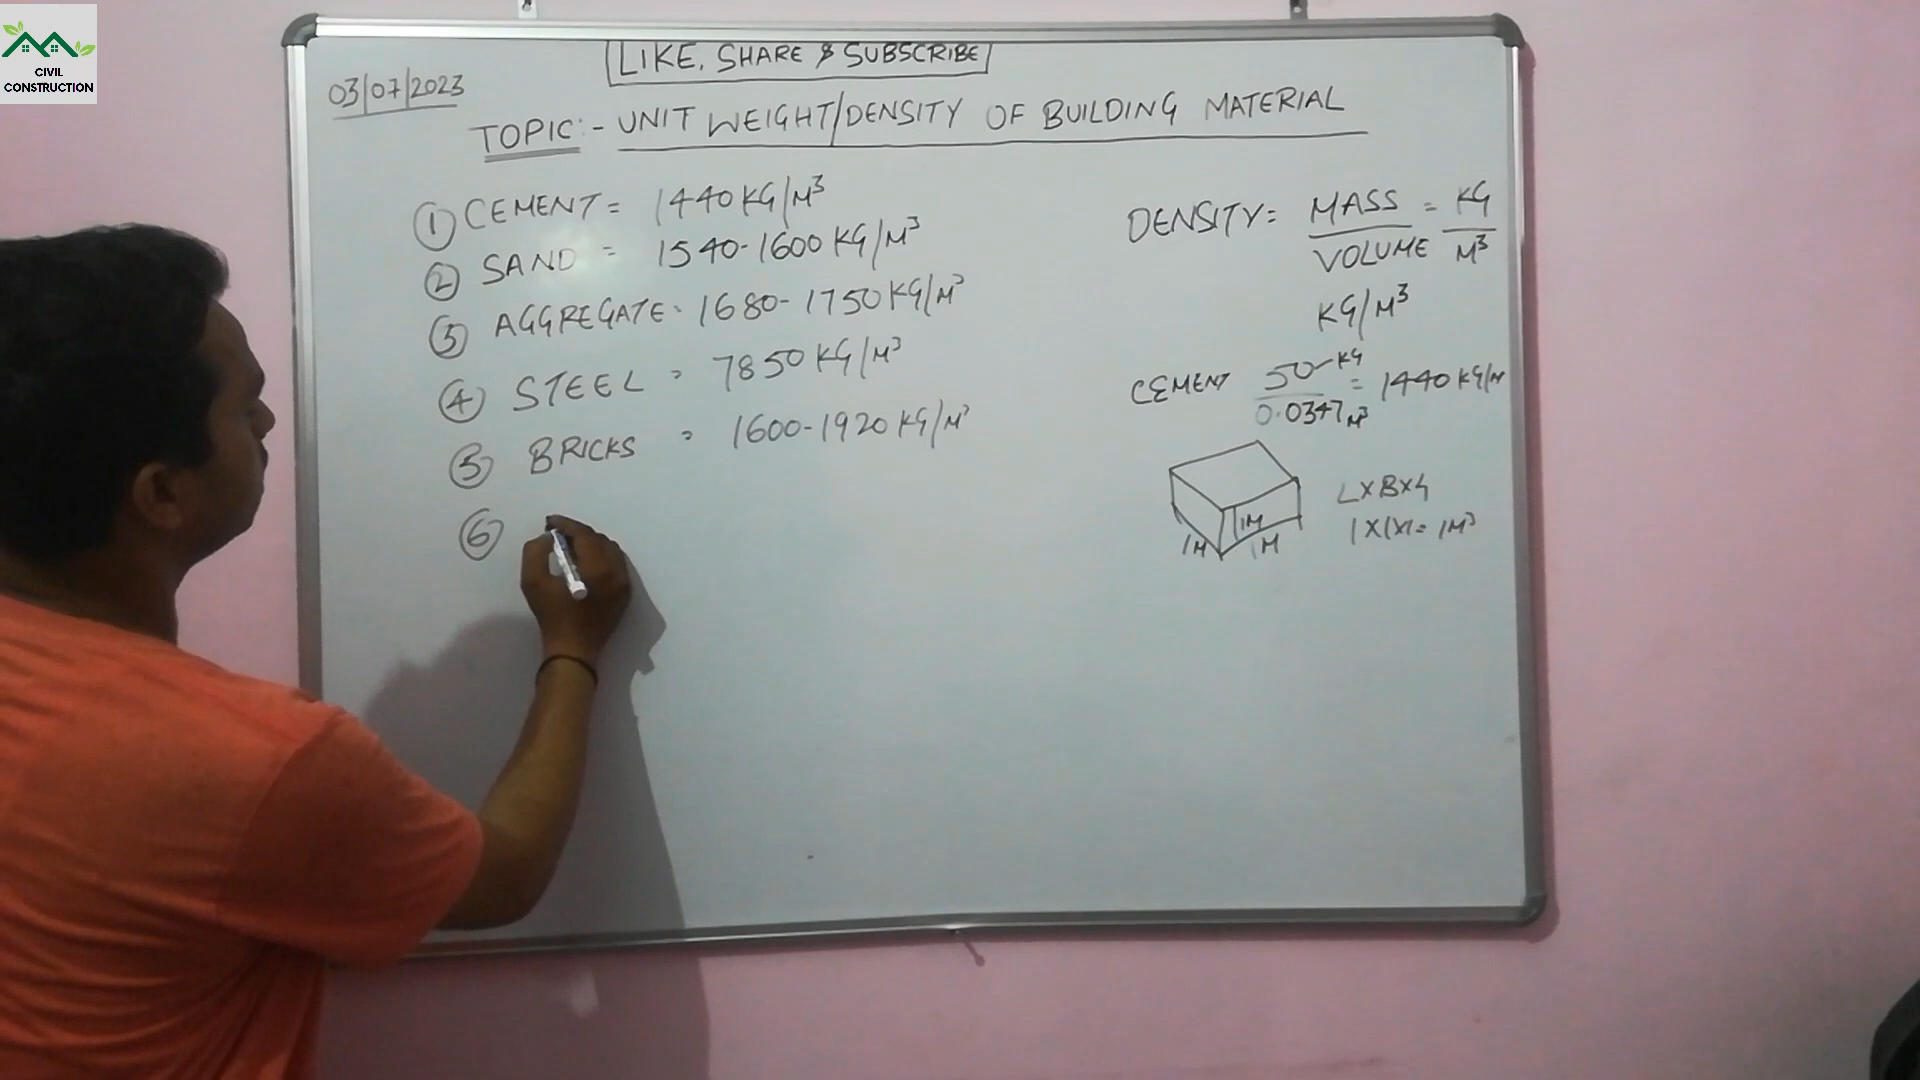 CIVIL
CONSTRUCTION
LIKE, SHARE & SUBSCRIBE
03/07/2023
TOPIC:- UNIT WEIGHT/DENSITY OF BUILDING MATERIAL
① CEMENT = 1440 KG/M³
② SAND = 1540-1600 KG/M³
③ AGGREGATE = 1680-1750 KG/M³
④ STEEL = 7850 KG/M³
⑤ BRICKS = 1600-1920 KG/M³
⑥
DENSITY = MASS/VOLUME = KG/M³
KG/M³
CEMENT 50 KG/0.0347 M³ = 1440 KG/M
L×B×H
1×1×1= 1M³
1M
1M 1M